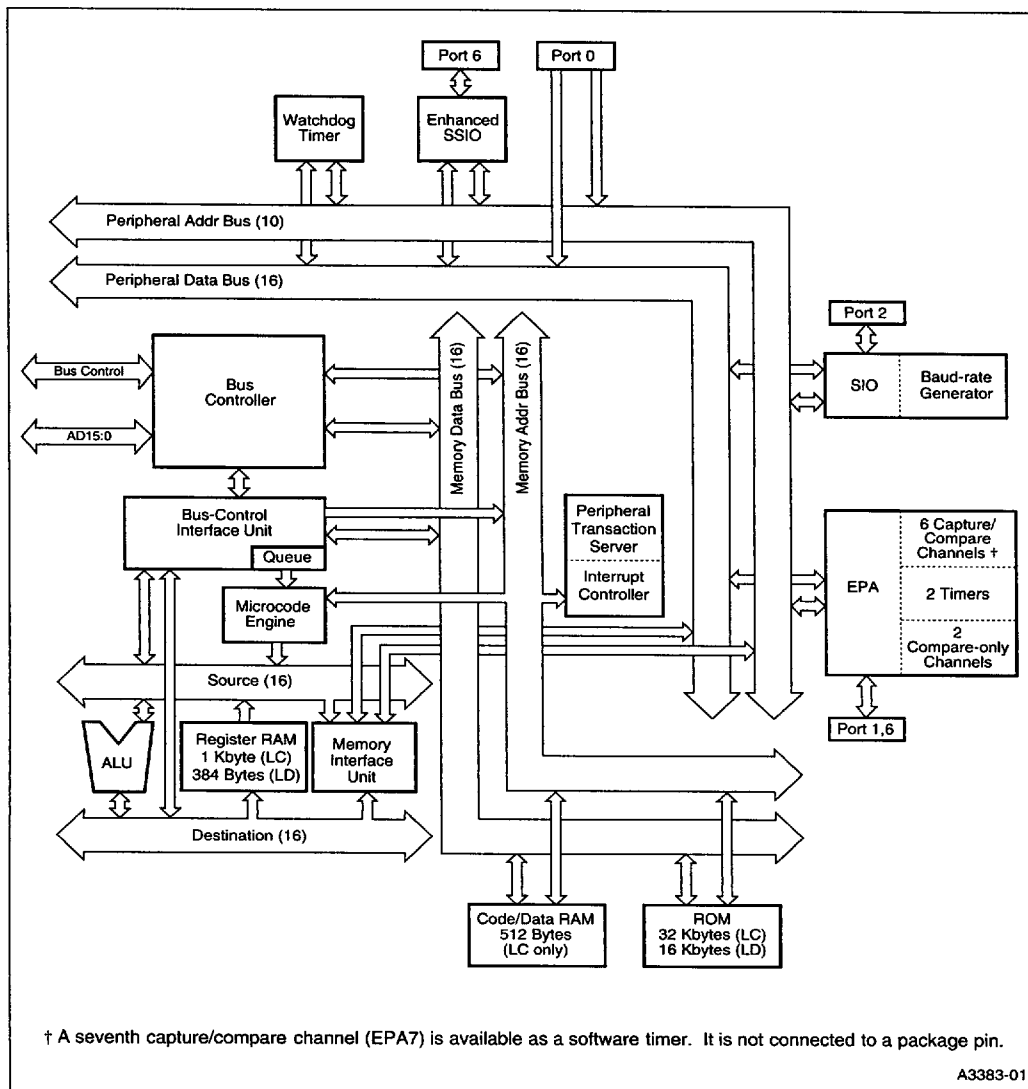 Port 6
Port 0
Watchdog
Timer
Enhanced
SSIO
Peripheral Addr Bus (10)
Peripheral Data Bus (16)
Port 2
SIO
Baud-rate
Generator
Bus Control
AD15:0
Bus
Controller
Memory Data Bus (16)
Memory Addr Bus (16)
Bus-Control
Interface Unit
Queue
Microcode
Engine
Peripheral
Transaction
Server
Interrupt
Controller
EPA
6 Capture/
Compare
Channels †
2 Timers
2
Compare-only
Channels
Port 1,6
Source (16)
ALU
Register RAM
1 Kbyte (LC)
384 Bytes (LD)
Memory
Interface
Unit
Destination (16)
Code/Data RAM
512 Bytes
(LC only)
ROM
32 Kbytes (LC)
16 Kbytes (LD)
† A seventh capture/compare channel (EPA7) is available as a software timer. It is not connected to a package pin.
A3383-01